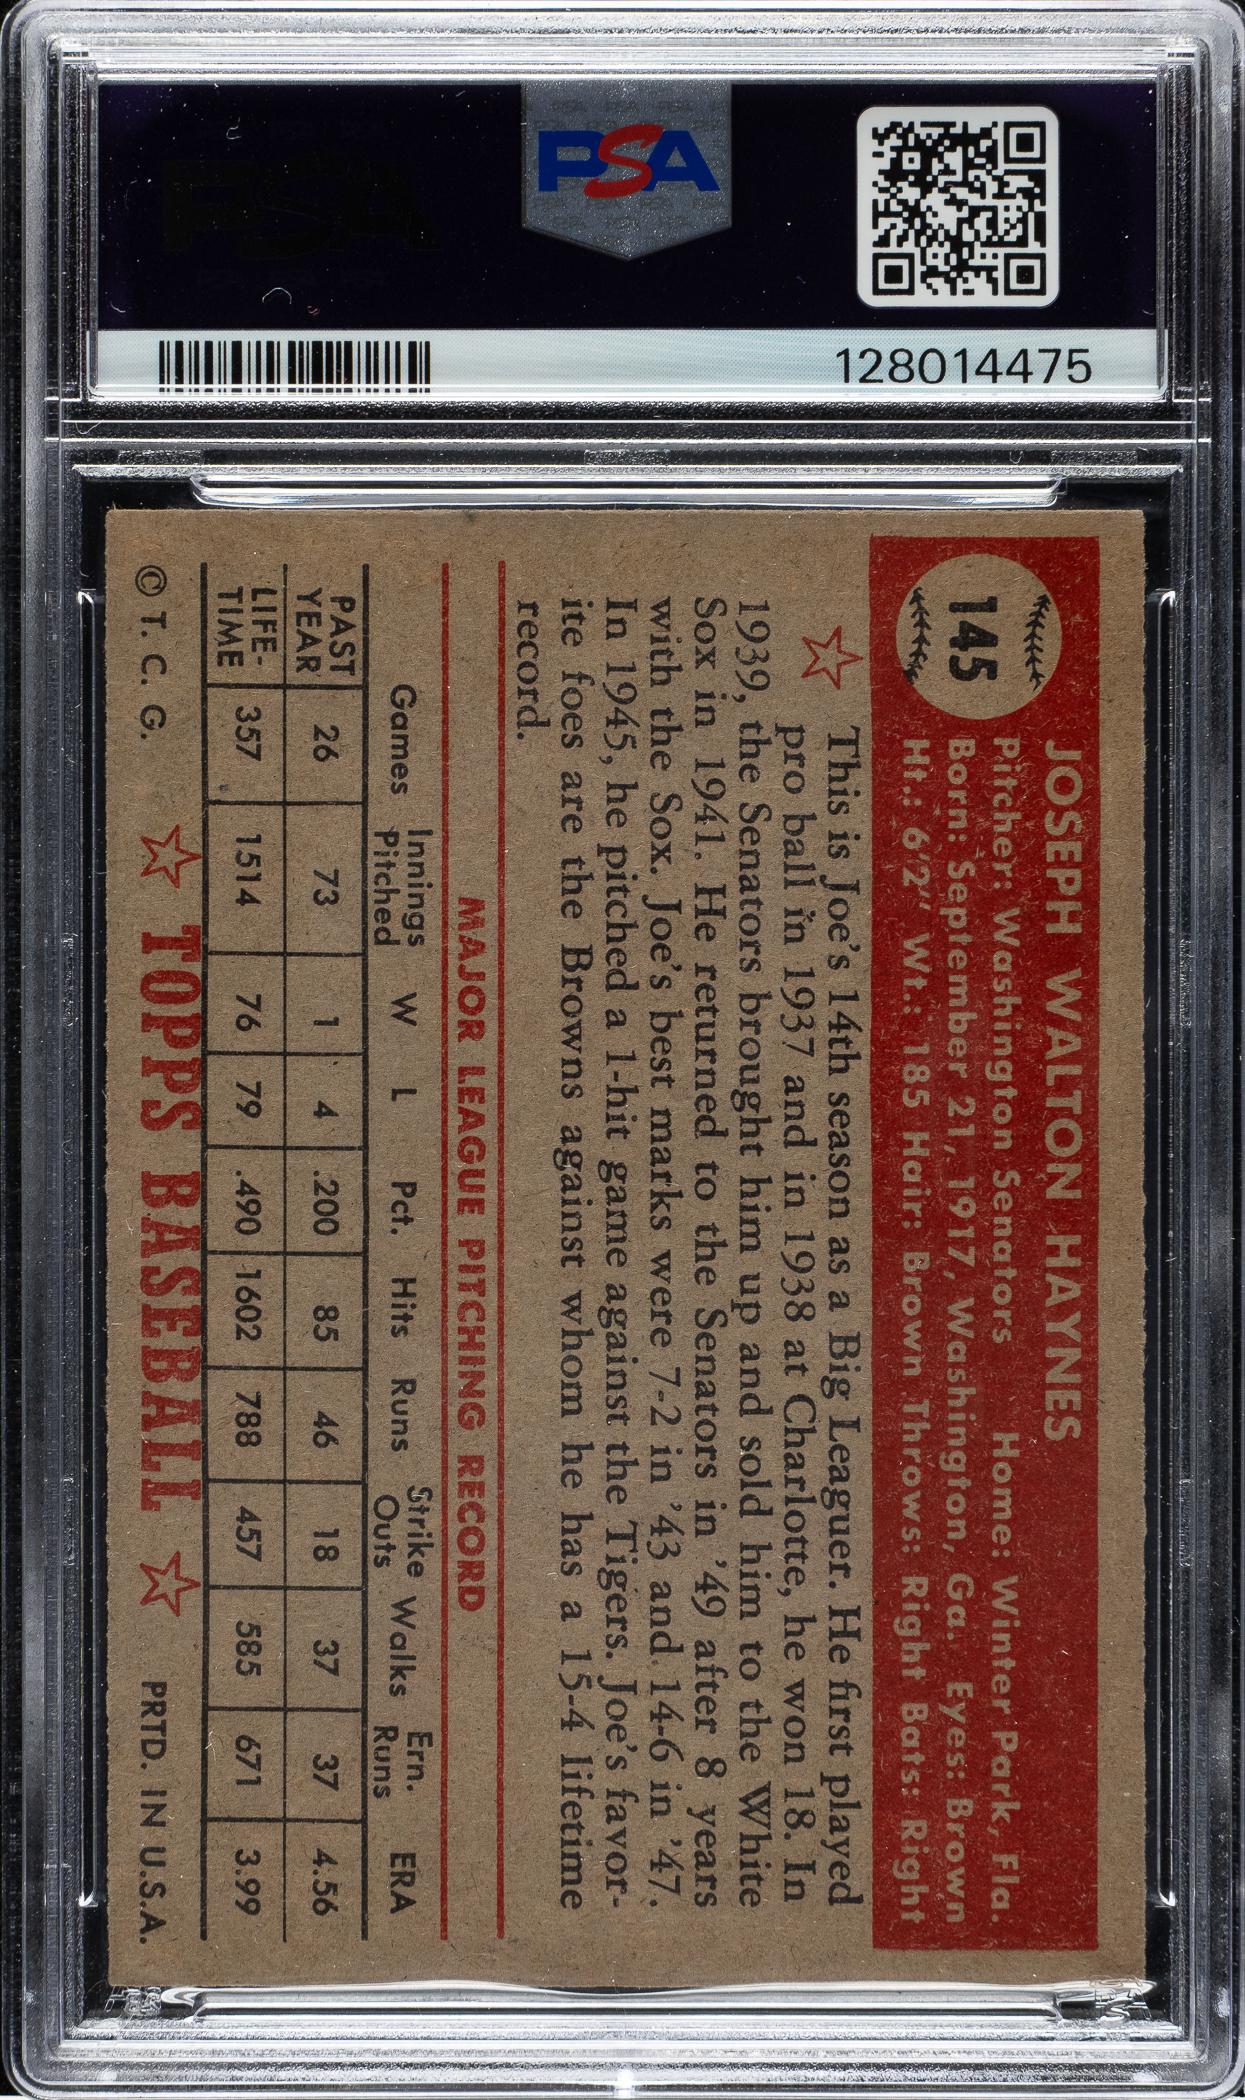 PSA
128014475
145
JOSEPH WALTON HAYNES
Pitcher: Washington Senators Home: Winter Park, Fla.
Born: September 21, 1917, Washington, Ga. Eyes: Brown
Ht.: 6'2" Wt.: 185 Hair: Brown Throws: Right Bats: Right
This is Joe's 14th season as a Big Leaguer. He first played
pro ball in 1937 and in 1938 at Charlotte, he won 18. In
1939, the Senators brought him up and sold him to the White
Sox in 1941. He returned to the Senators in '49 after 8 years
with the Sox. Joe's best marks were 7-2 in '43 and 14-6 in '47.
In 1945, he pitched a 1-hit game against the Tigers. Joe's favor-
ite foes are the Browns against whom he has a 15-4 lifetime
record.
MAJOR LEAGUE PITCHING RECORD
Games Innings Pitched W L Pct. Hits Runs Strike Outs Walks Ern. Runs ERA
PAST YEAR 26 73 1 4 .200 85 46 18 37 37 4.56
LIFE-TIME 357 1514 76 79 .490 1602 788 457 585 671 3.99
© T. C. G. TOPPS BASEBALL PRTD. IN U.S.A.